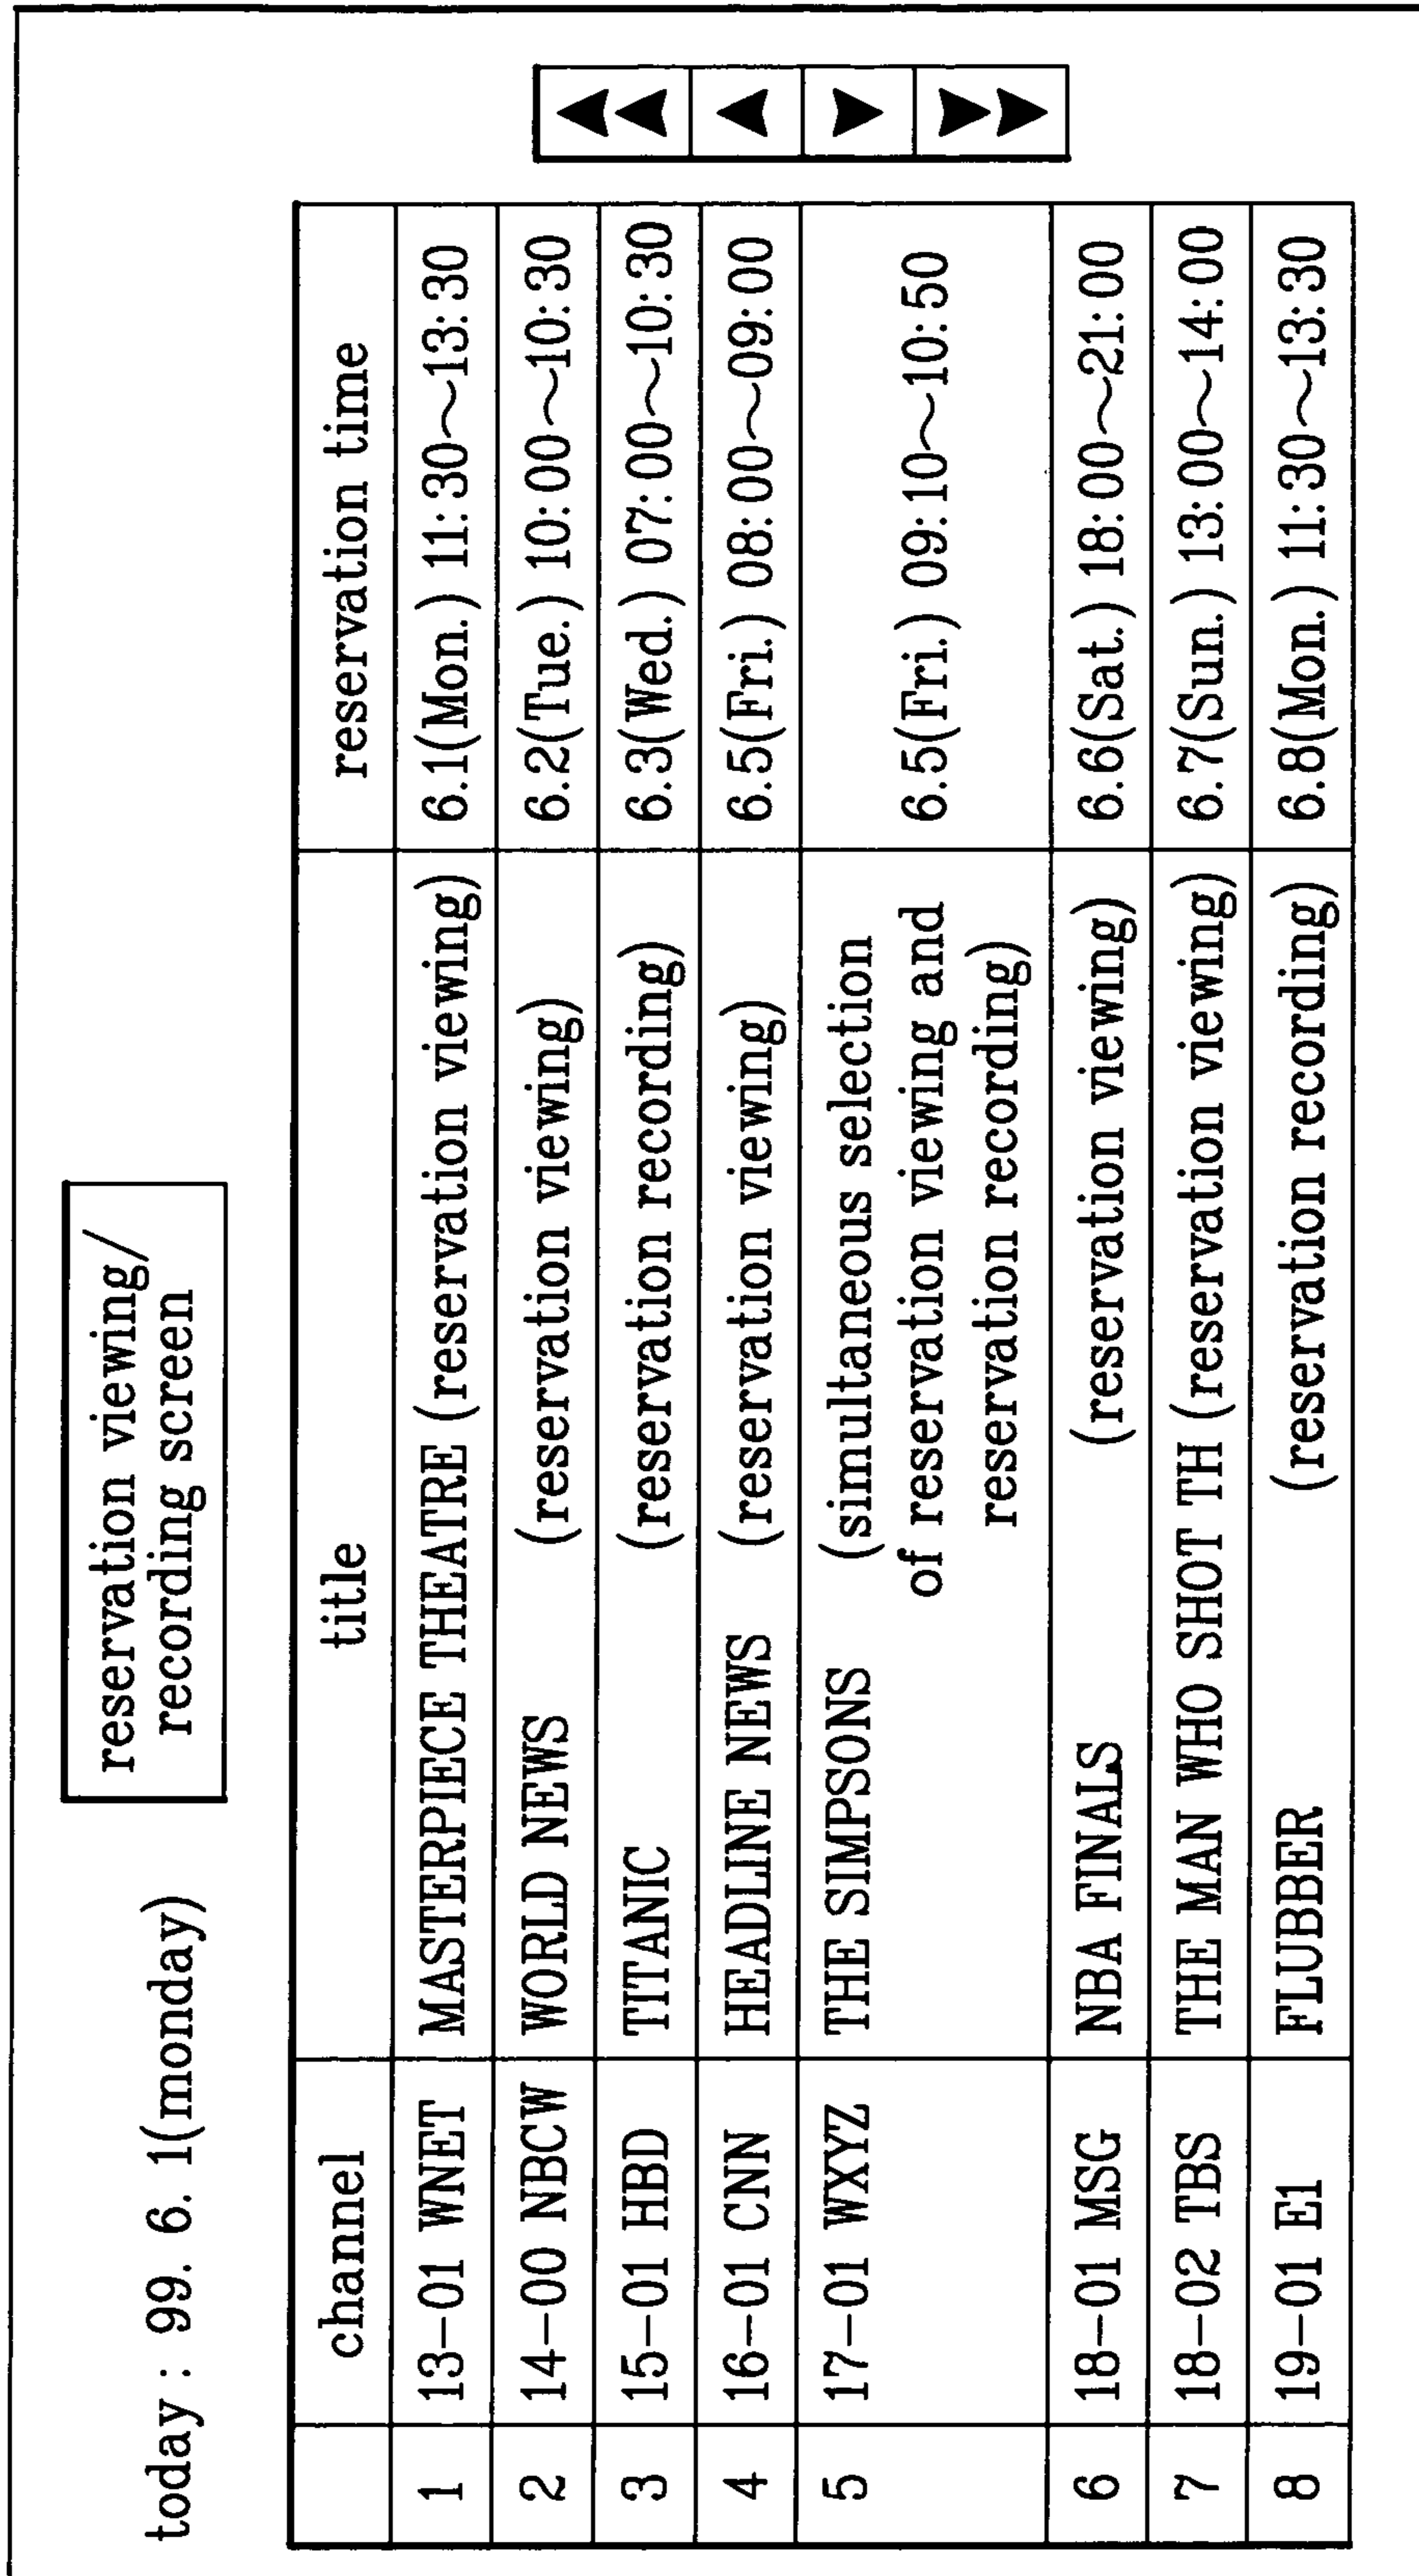 reservation viewing/
recording screen
today : 99. 6. 1(monday)
channel title reservation time
1 13-01 WNET MASTERPIECE THEATRE (reservation viewing) 6.1(Mon.) 11:30~13:30
2 14-00 NBCW WORLD NEWS (reservation viewing) 6.2(Tue.) 10:00~10:30
3 15-01 HBD TITANIC (reservation recording) 6.3(Wed.) 07:00~10:30
4 16-01 CNN HEADLINE NEWS (reservation viewing) 6.5(Fri.) 08:00~09:00
5 17-01 WXYZ THE SIMPSONS (simultaneous selection
of reservation viewing and 6.5(Fri.) 09:10~10:50
reservation recording)
6 18-01 MSG NBA FINALS (reservation viewing) 6.6(Sat.) 18:00~21:00
7 18-02 TBS THE MAN WHO SHOT TH (reservation viewing) 6.7(Sun.) 13:00~14:00
8 19-01 E1 FLUBBER (reservation recording) 6.8(Mon.) 11:30~13:30